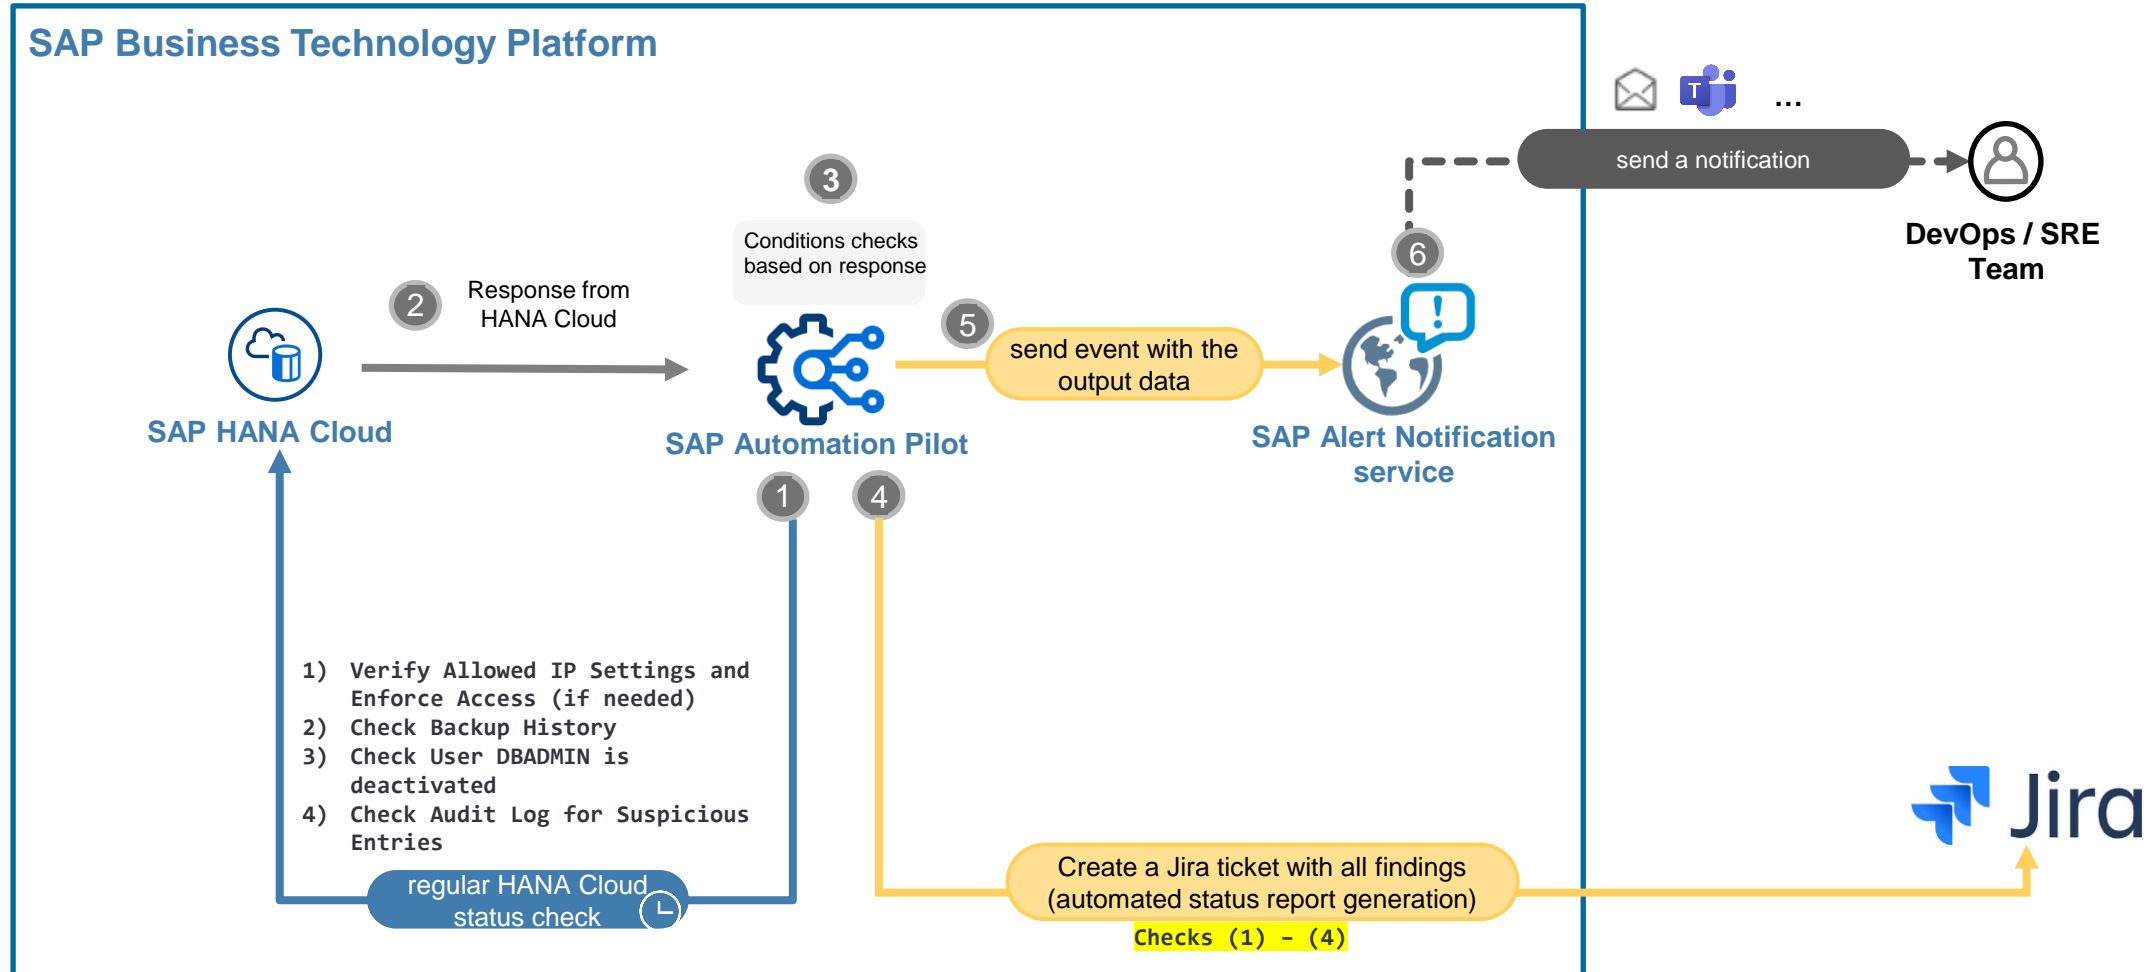 SAP Business Technology Platform
T
...
send a notification
DevOps / SRE
Team
3
Conditions checks
based on response
6
2
Response from
HANA Cloud
5
send event with the
output data
!
SAP HANA Cloud
SAP Automation Pilot
SAP Alert Notification
service
1
4
1) Verify Allowed IP Settings and
Enforce Access (if needed)
2) Check Backup History
3) Check User DBADMIN is
deactivated
4) Check Audit Log for Suspicious
Entries
regular HANA Cloud
status check
Create a Jira ticket with all findings
(automated status report generation)
Checks (1) – (4)
Jira